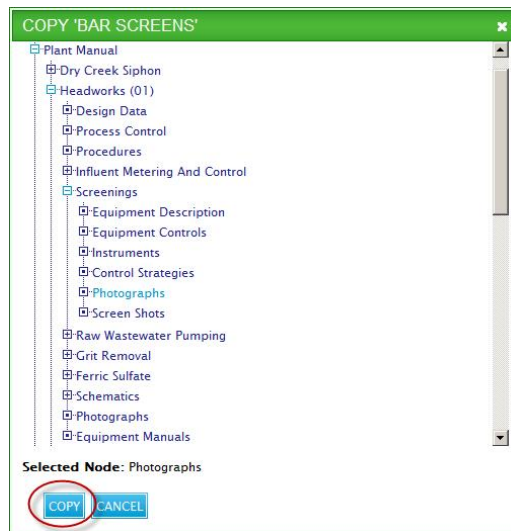 COPY 'BAR SCREENS'
Plant Manual
Dry Creek Siphon
Headworks (01)
Design Data
Process Control
Procedures
Influent Metering And Control
Screenings
Equipment Description
Equipment Controls
Instruments
Control Strategies
Photographs
Screen Shots
Raw Wastewater Pumping
Grit Removal
Ferric Sulfate
Schematics
Photographs
Equipment Manuals
Selected Node: Photographs
COPY CANCEL